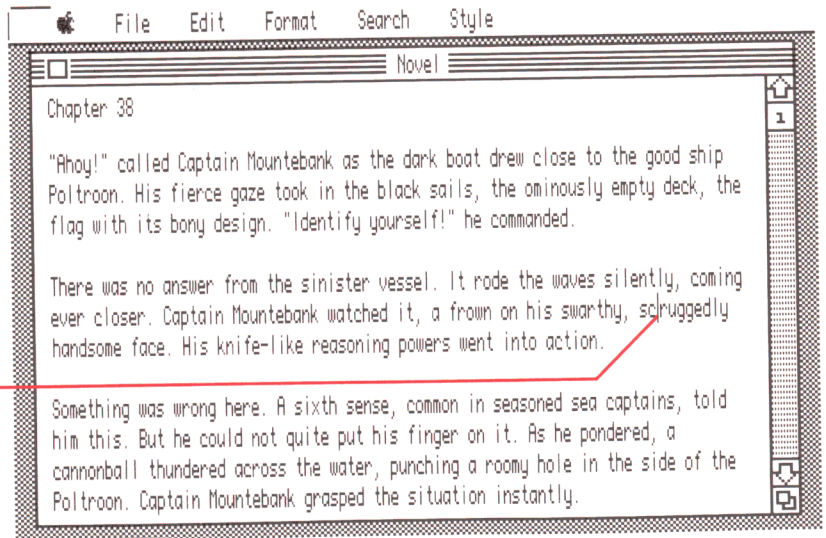 File Edit Format Search Style
Novel
Chapter 38
1
"Ahoy!" called Captain Mountebank as the dark boat drew close to the good ship
Poltroon. His fierce gaze took in the black sails, the ominously empty deck, the
flag with its bony design. "Identify yourself!" he commanded.
There was no answer from the sinister vessel. It rode the waves silently, coming
ever closer. Captain Mountebank watched it, a frown on his swarthy, scruggedly
handsome face. His knife-like reasoning powers went into action.
Something was wrong here. A sixth sense, common in seasoned sea captains, told
him this. But he could not quite put his finger on it. As he pondered, a
cannonball thundered across the water, punching a roomy hole in the side of the
Poltroon. Captain Mountebank grasped the situation instantly.